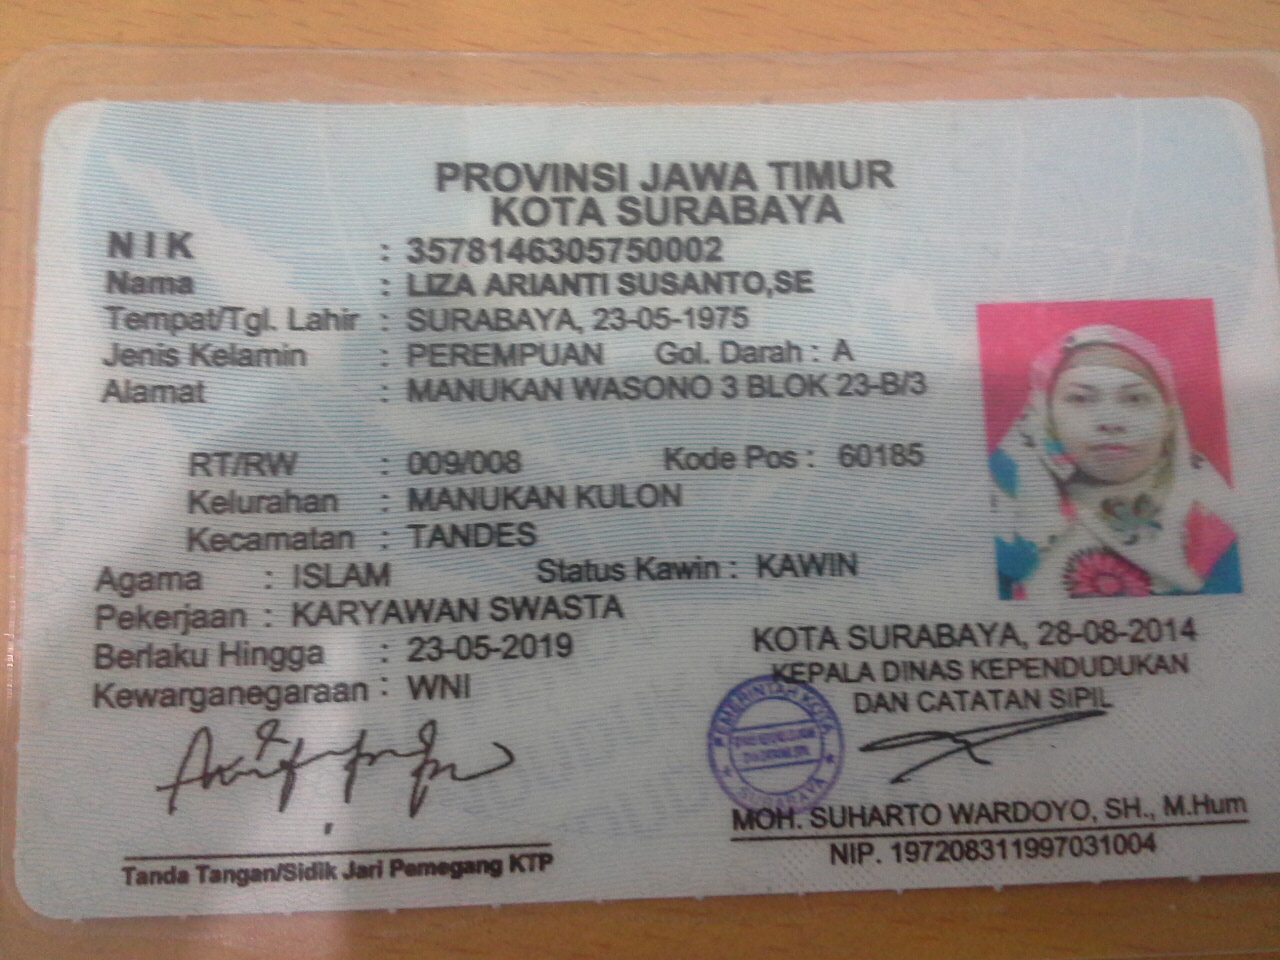 PROVINSI JAWA TIMUR
KOTA SURABAYA
NIK : 3578146305750002
Nama : LIZA ARIANTI SUSANTO,SE
Tempat/Tgl. Lahir : SURABAYA, 23-05-1975
Jenis Kelamin : PEREMPUAN Gol. Darah : A
Alamat : MANUKAN WASONO 3 BLOK 23-B/3
RT/RW : 009/008 Kode Pos : 60185
Kelurahan : MANUKAN KULON
Kecamatan : TANDES
Agama : ISLAM Status Kawin : KAWIN
Pekerjaan : KARYAWAN SWASTA
Berlaku Hingga : 23-05-2019
Kewarganegaraan : WNI
KOTA SURABAYA, 28-08-2014
KEPALA DINAS KEPENDUDUKAN
DAN CATATAN SIPIL
PEMERINTAH KOTA
SURABAYA
MOH. SUHARTO WARDOYO, SH., M.Hum
NIP. 197208311997031004
Tanda Tangan/Sidik Jari Pemegang KTP